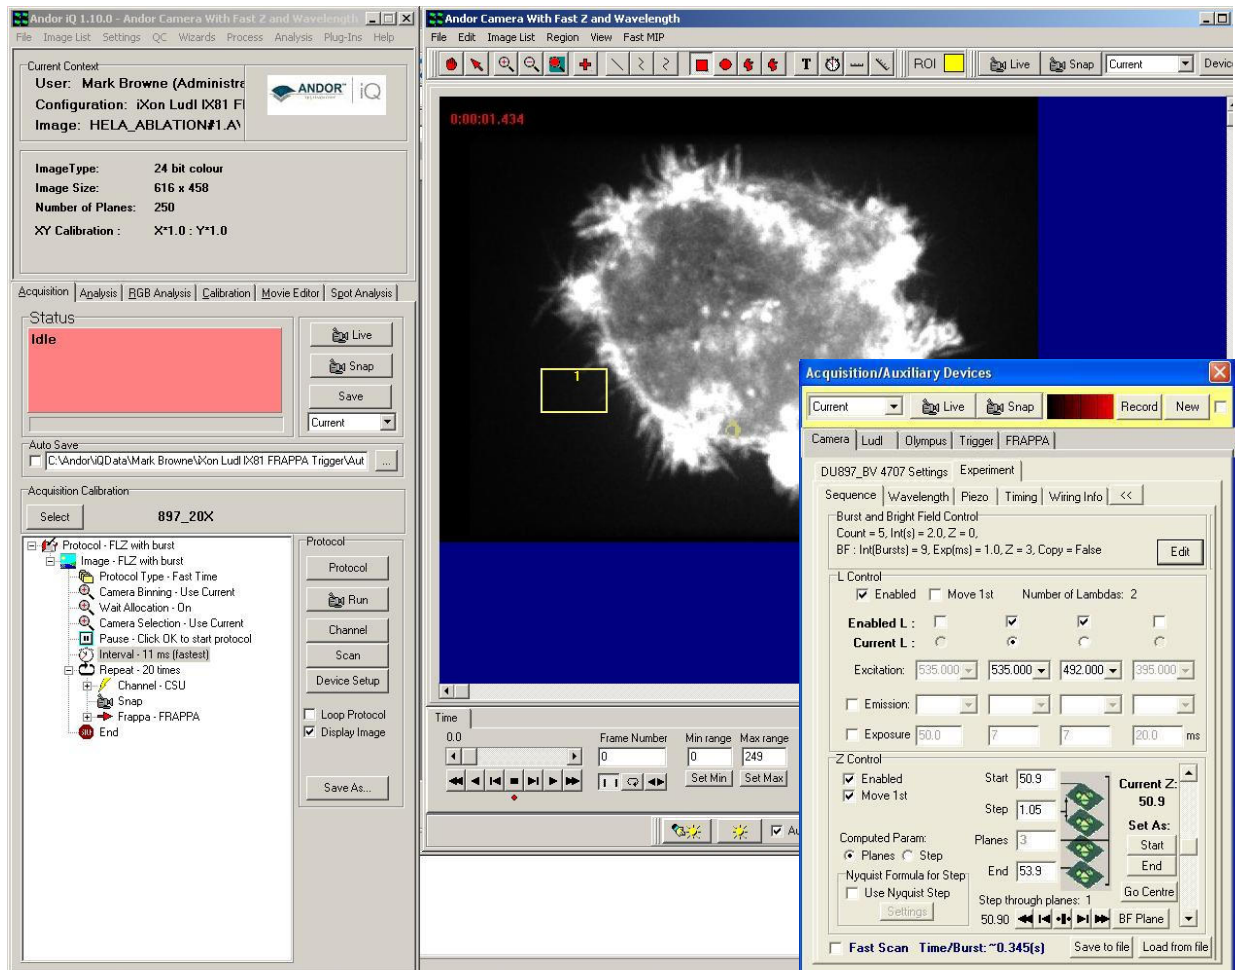 Andor iQ 1.10.0 - Andor Camera With Fast Z and Wavelength
File Image List Settings QC Wizards Process Analysis Plug-Ins Help
Current Context
User: Mark Browne (Administra
Configuration: iXon Ludl IX81 F
Image: HELA_ABLATION#1.A
ANDOR™ iQ
ImageType: 24 bit colour
Image Size: 616 x 458
Number of Planes: 250
XY Calibration : X*1.0 : Y*1.0
Acquisition Analysis RGB Analysis Calibration Movie Editor Spot Analysis
Status
Idle
Live
Snap
Save
Current
Auto Save
C:\Andor\iQData\Mark Browne\iXon Ludl IX81 FRAPPA Trigger\Aut
...
Acquisition Calibration
Select 897_20X
Protocol - FLZ with burst
Image - FLZ with burst
Protocol Type - Fast Time
Camera Binning - Use Current
Wait Allocation - On
Camera Selection - Use Current
Pause - Click OK to start protocol
Interval - 11 ms (fastest)
Repeat - 20 times
Channel - CSU
Snap
Frappa - FRAPPA
End
Protocol
Protocol
Run
Channel
Scan
Device Setup
Loop Protocol
Display Image
Save As...
Andor Camera With Fast Z and Wavelength
File Edit Image List Region View Fast MIP
T ROI Live Snap Current Device
0:00:01.434
1
Time
0.0
Frame Number Min range Max range
0 0 249
Set Min Set Max
Au
Acquisition/Auxiliary Devices
Current Live Snap Record New
Camera Ludl Olympus Trigger FRAPPA
DU897_BV 4707 Settings Experiment
Sequence Wavelength Piezo Timing Wiring Info <<
Burst and Bright Field Control
Count = 5, Int(s) = 2.0, Z = 0,
BF : Int(Bursts) = 9, Exp(ms) = 1.0, Z = 3, Copy = False
Edit
L Control
Enabled Move 1st Number of Lambdas: 2
Enabled L :
Current L :
Excitation: 535.000 535.000 492.000 395.000
Emission:
Exposure 50.0 7 7 20.0 ms
Z Control
Enabled
Move 1st
Start 50.9
Step 1.05
Planes 3
End 53.9
Current Z:
50.9
Set As:
Start
End
Go Centre
Computed Param:
Planes Step
Nyquist Formula for Step
Use Nyquist Step
Settings
Step through planes: 1
50.90 BF Plane
Fast Scan Time/Burst:~0.345(s) Save to file Load from file